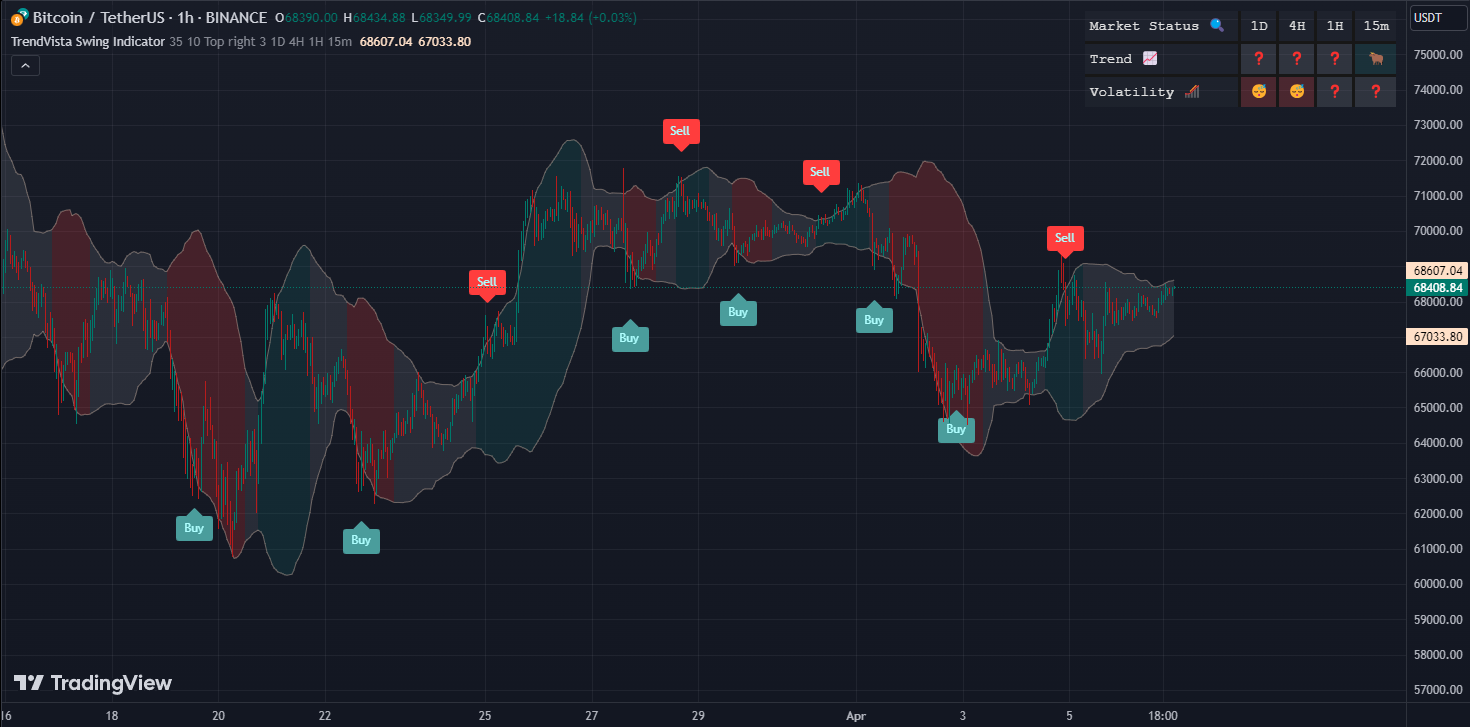 Bitcoin / TetherUS · 1h · BINANCE O68390.00 H68434.88 L68349.99 C68408.84 +18.84 (+0.03%)
TrendVista Swing Indicator 35 10 Top right 3 1D 4H 1H 15m 68607.04 67033.80
Market Status 1D 4H 1H 15m
Trend ? ? ?
Volatility ? ?
USDT
75000.00
74000.00
73000.00
72000.00
71000.00
70000.00
68607.04
68408.84
68000.00
67033.80
66000.00
65000.00
64000.00
63000.00
62000.00
61000.00
60000.00
59000.00
58000.00
57000.00
Sell
Sell
Sell
Sell
Buy
Buy
Buy
Buy
Buy
Buy
TradingView
16 18 20 22 25 27 29 Apr 3 5 18:00